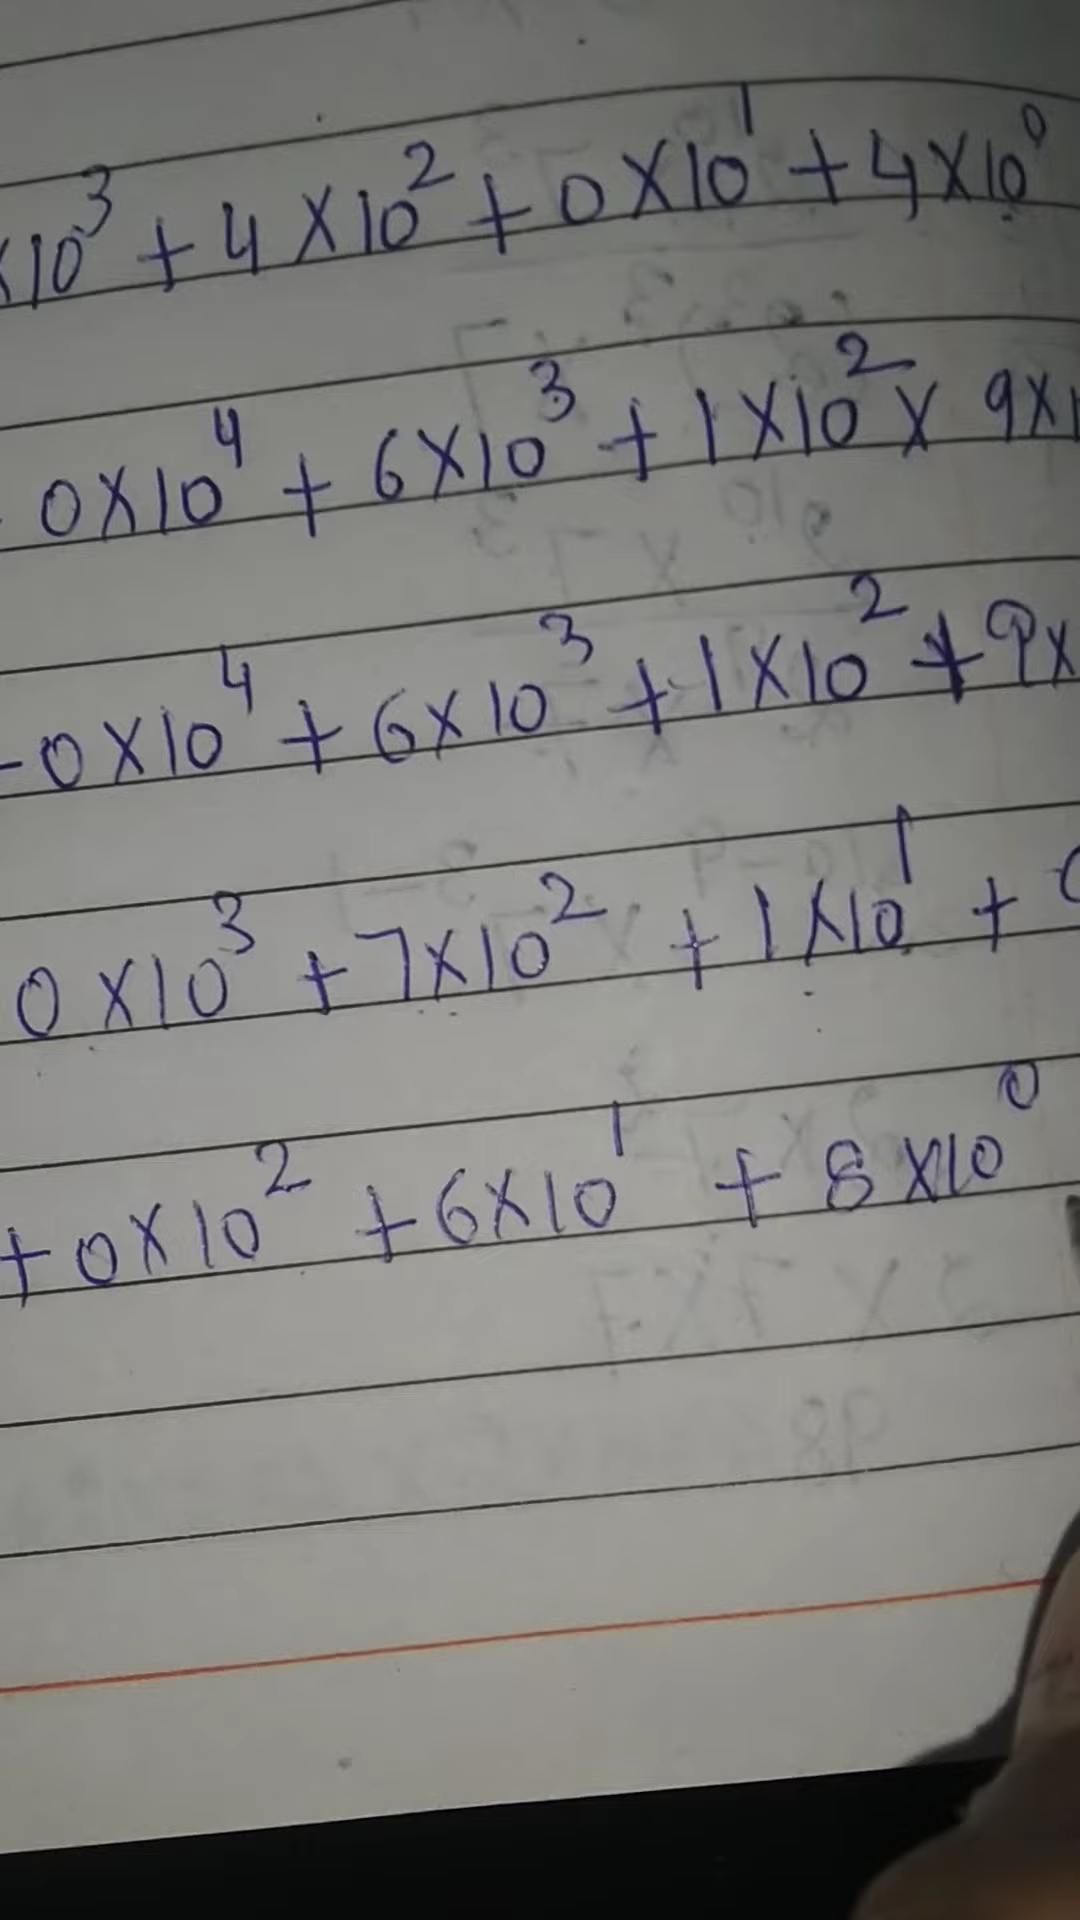 ×10³ + 4×10² + 0×10¹ + 4×10⁰
0×10⁴ + 6×10³ + 1×10² × 9×1
0×10⁴ + 6×10³ + 1×10² + 9×
0×10³ + 7×10² + 1×10¹ +
+ 0×10² + 6×10¹ + 8×10⁰